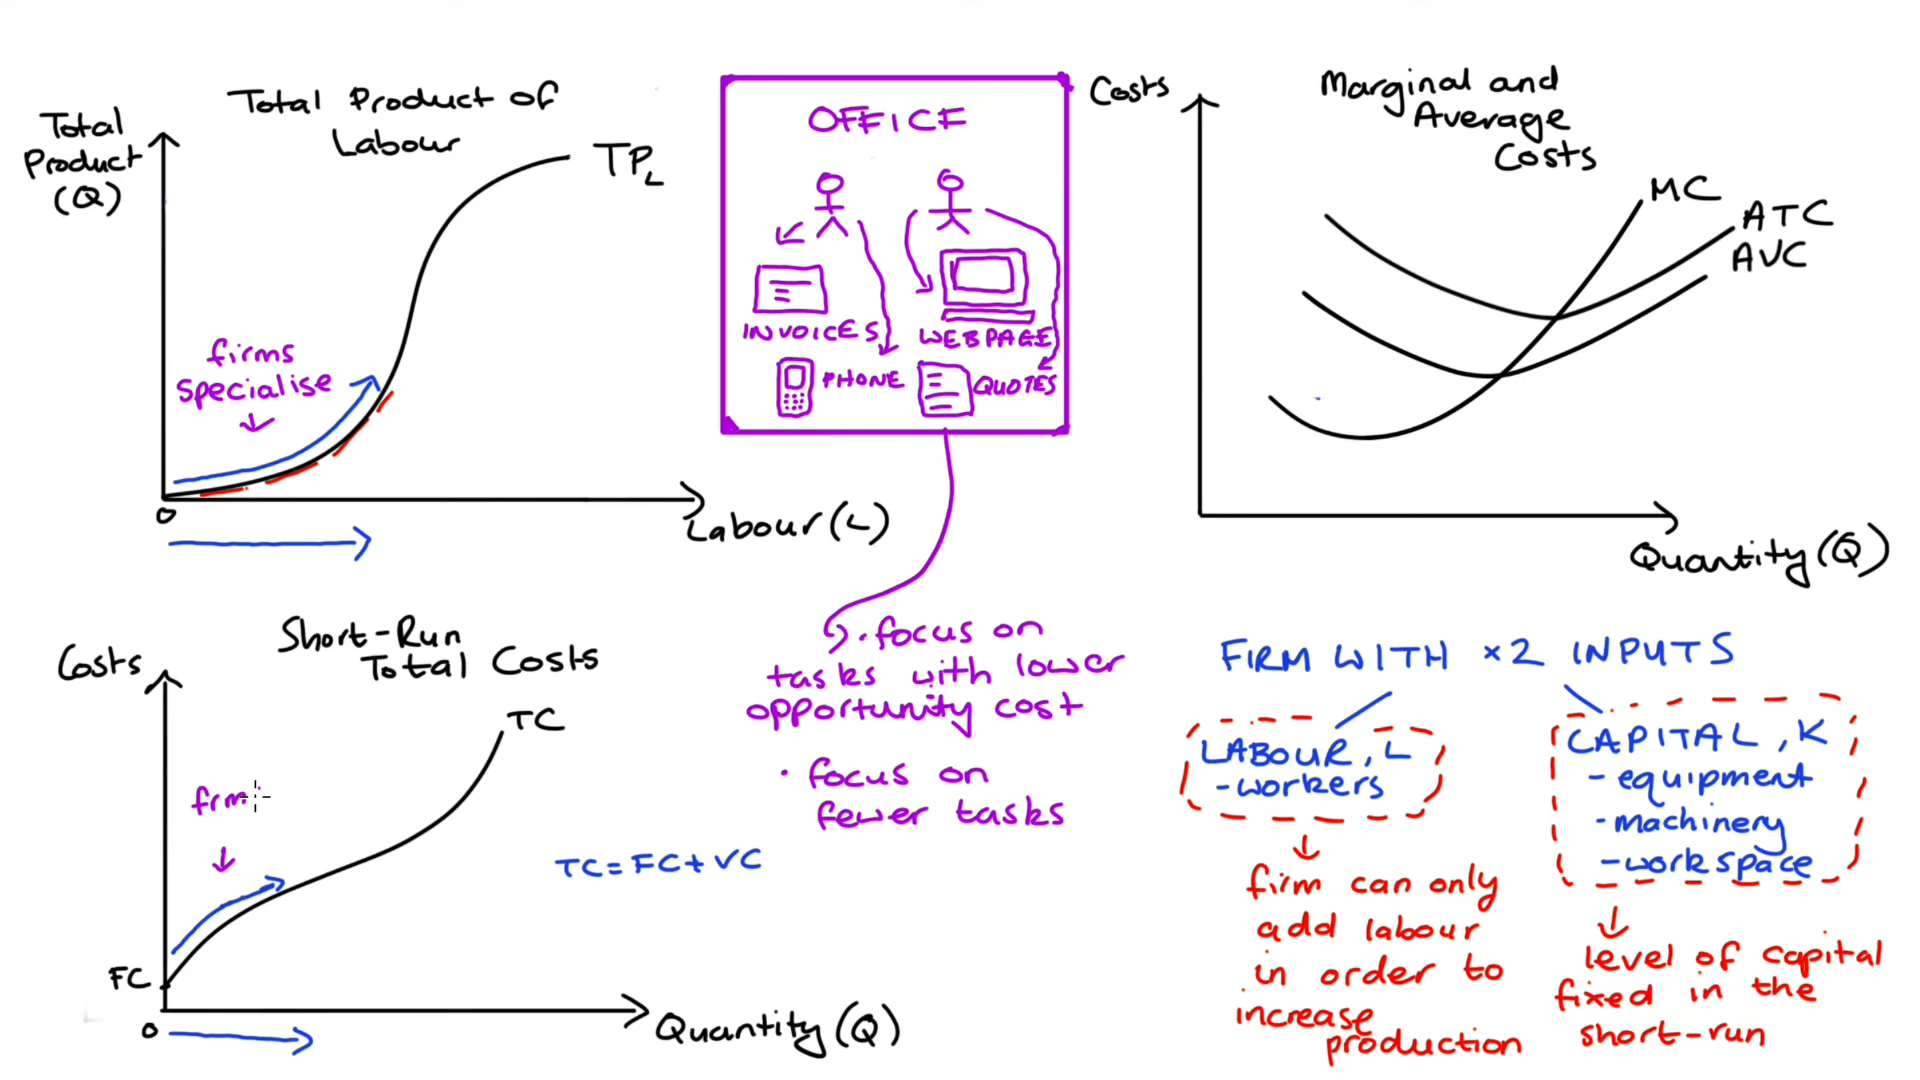 Total Product of
Labour
Total
Product
(Q)
TPL
firms
specialise
0
Labour (L)
OFFICE
INVOICES
WEBPAGE
PHONE
QUOTES
• focus on
tasks with lower
opportunity cost
• focus on
fewer tasks
Costs
Marginal and
Average
Costs
MC
ATC
AVC
Quantity (Q)
Short-Run
Total Costs
Costs
TC
FC
0
Quantity (Q)
TC = FC + VC
FIRM WITH ×2 INPUTS
LABOUR, L
- workers
firm can only
add labour
in order to
increase
production
CAPITAL, K
- equipment
- machinery
- workspace
level of capital
fixed in the
short-run